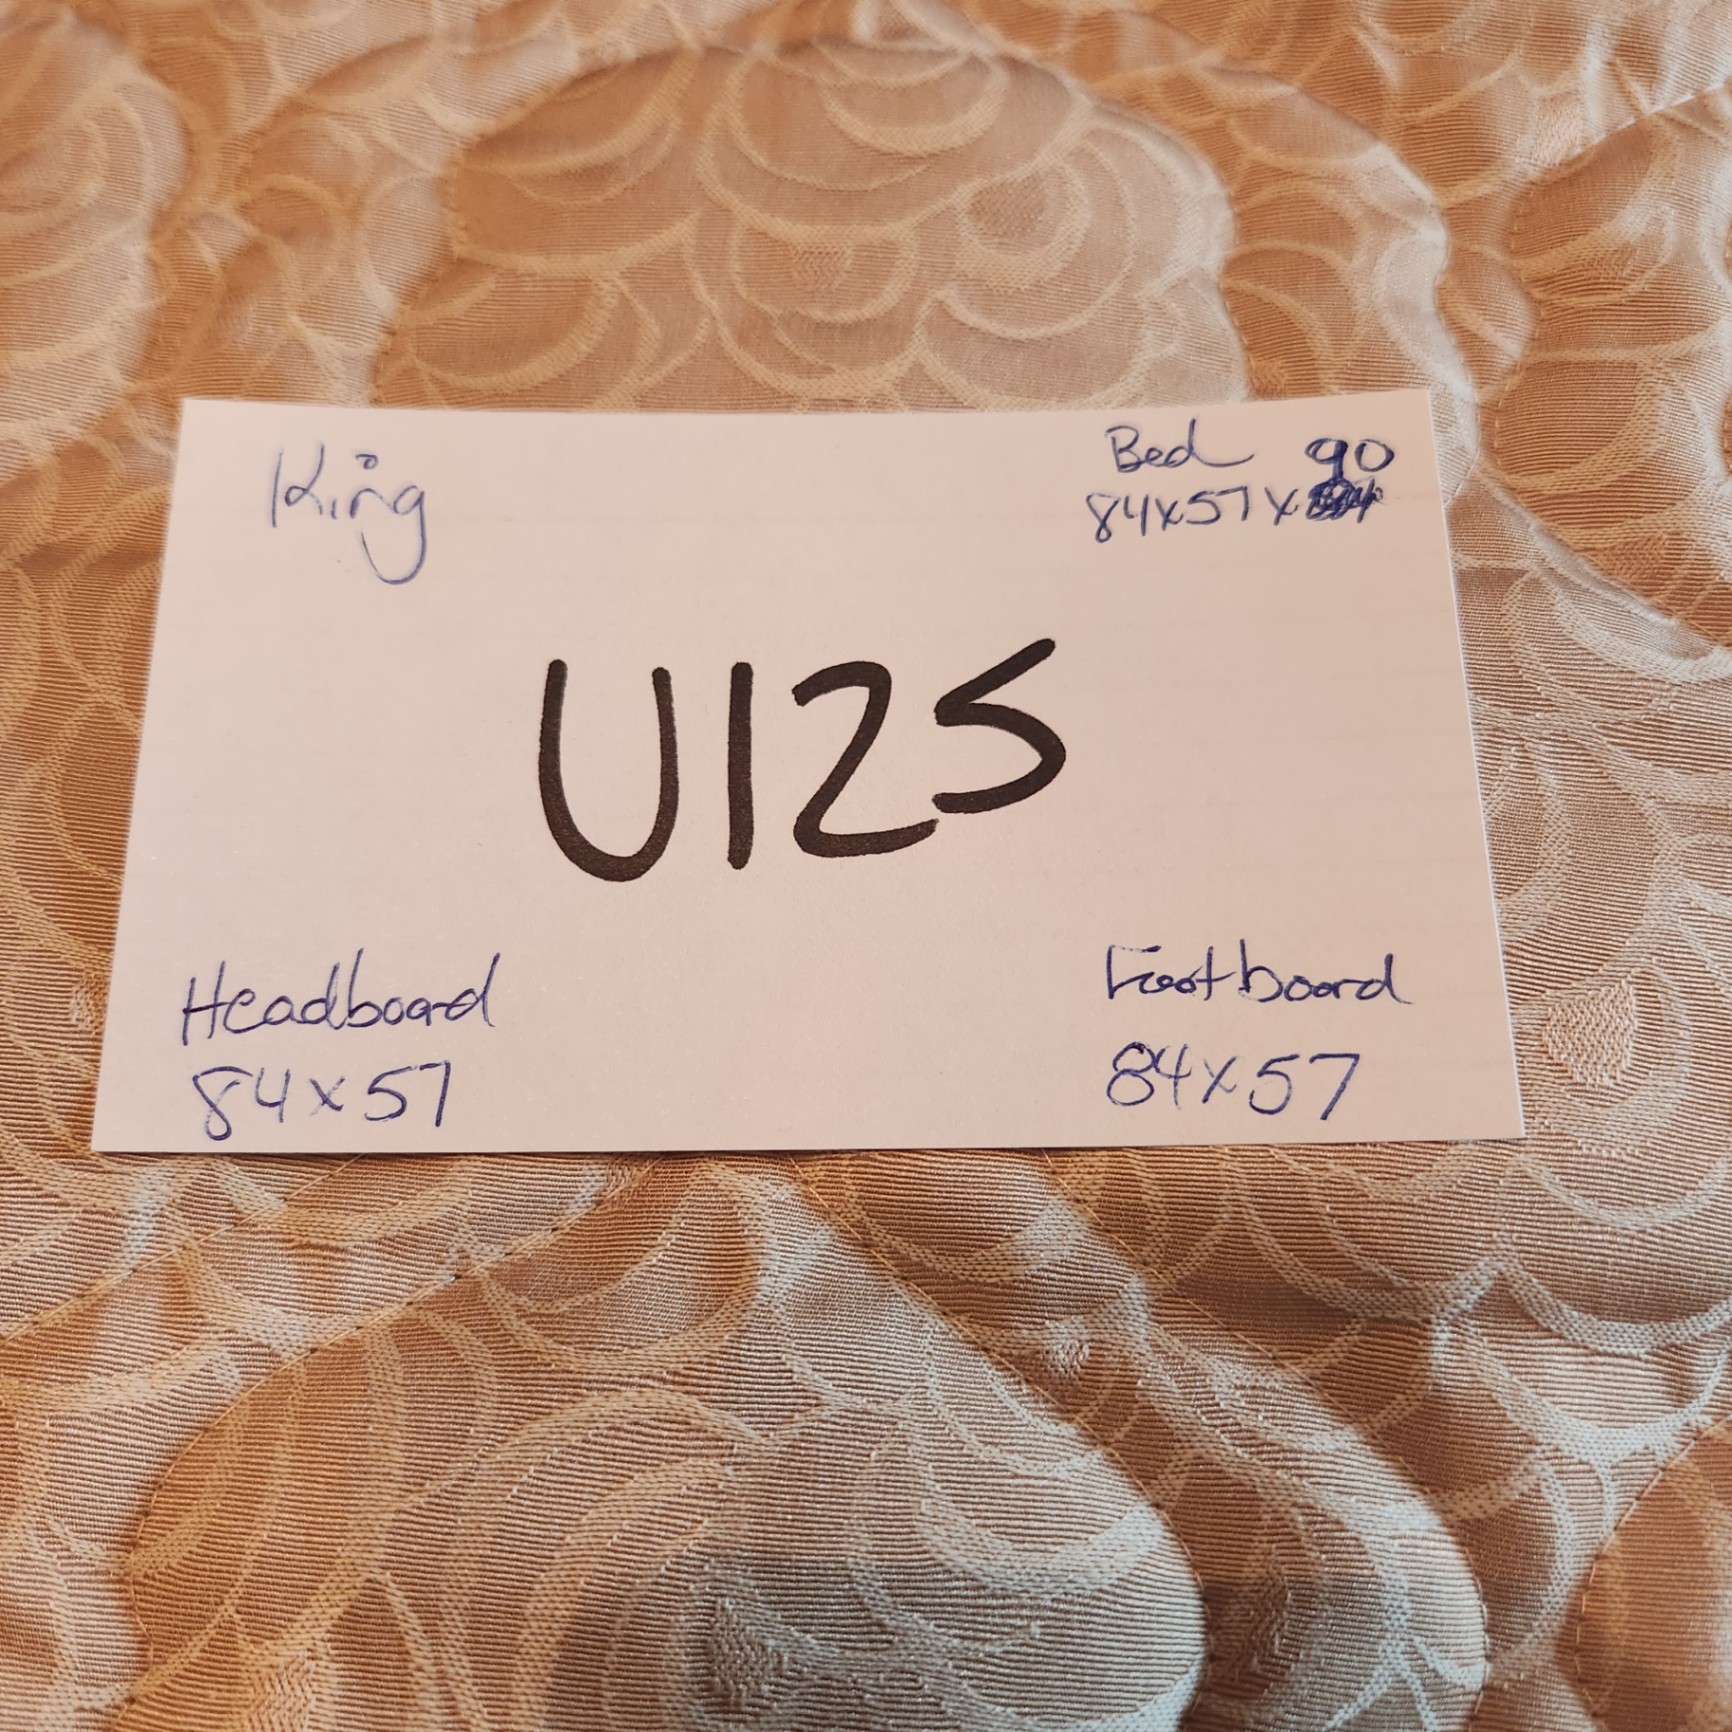 King
Bed 90
84x57x
U125
Headboard
84x57
Footboard
84x57